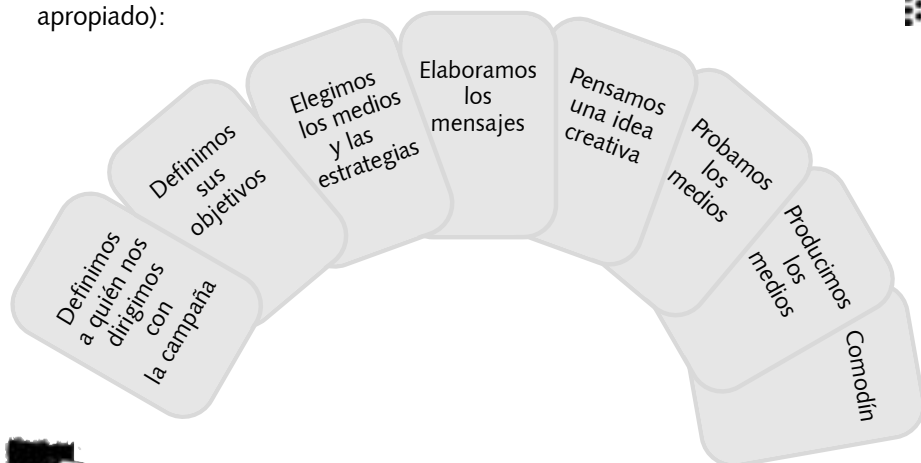 apropiado):
Definimos
a quién nos
dirigimos
con
la campaña
Definimos
sus
objetivos
Elegimos
los medios
y las
estrategias
Elaboramos
los
mensajes
Pensamos
una idea
creativa
Probamos
los
medios
Producimos
los
medios
Comodín